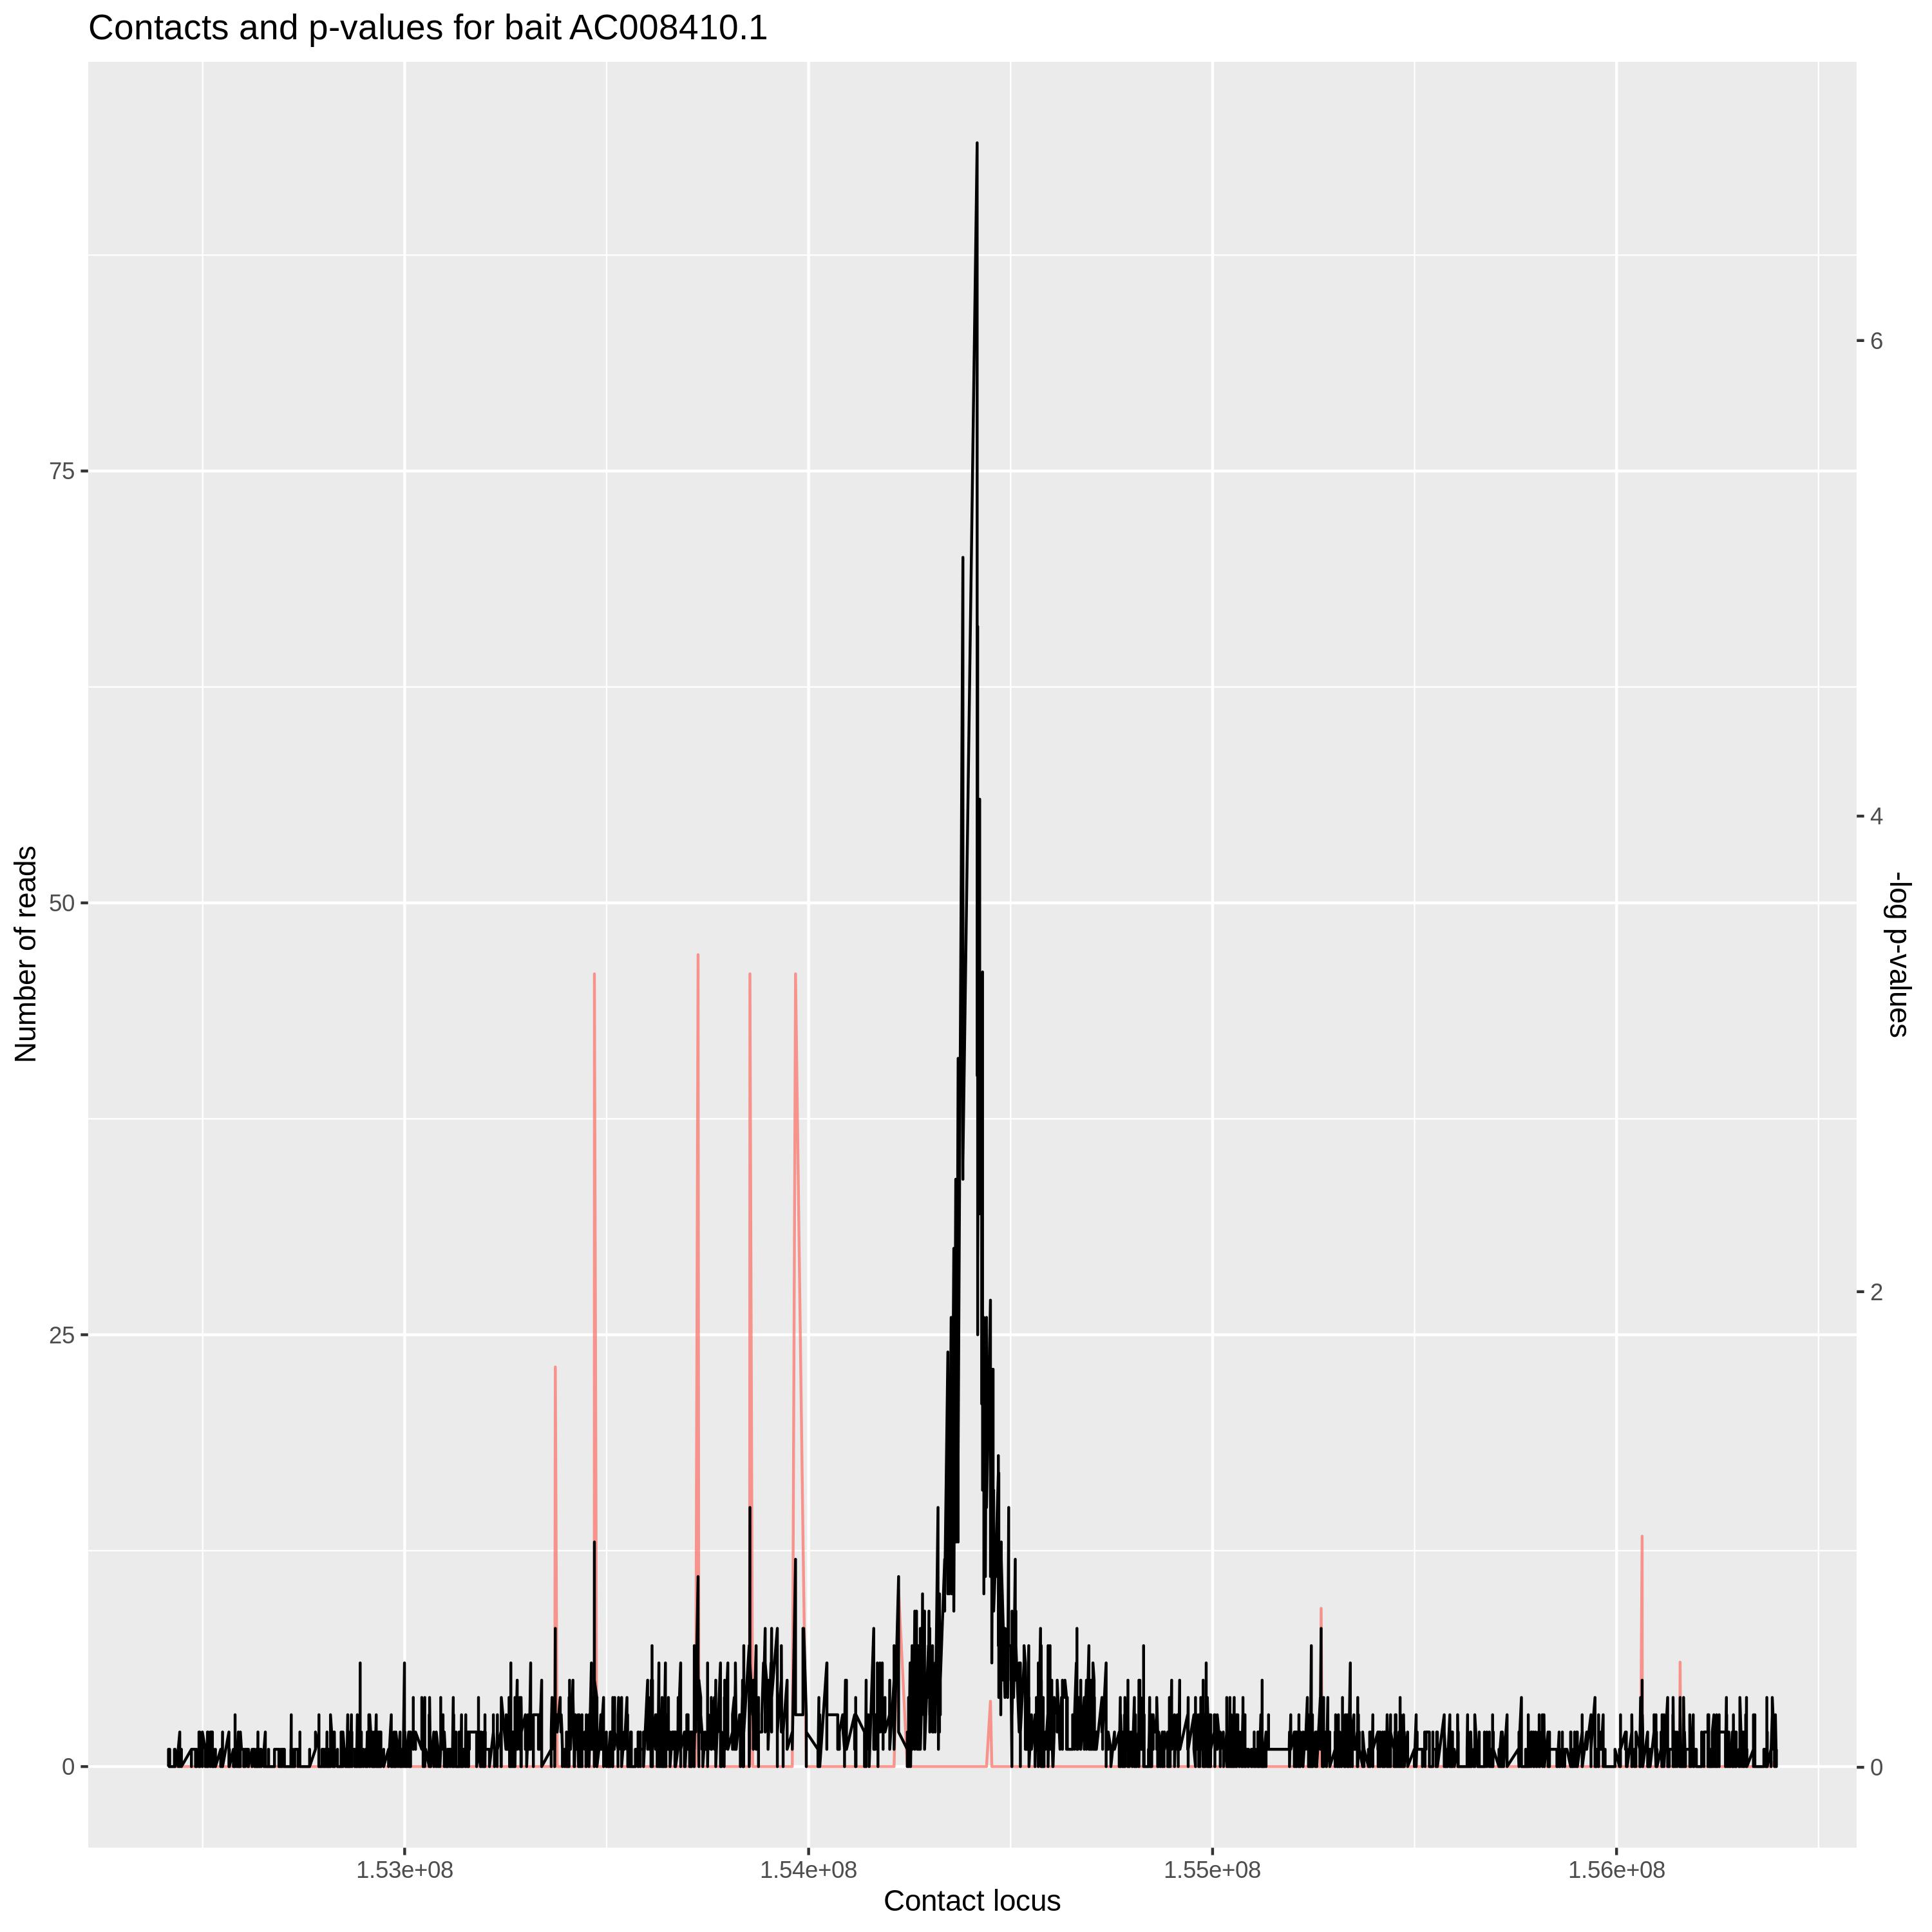 Contacts and p-values for bait AC008410.1
Number of reads
75
50
25
0
6
4
2
0
-log p-values
1.53e+08
1.54e+08
1.55e+08
1.56e+08
Contact locus